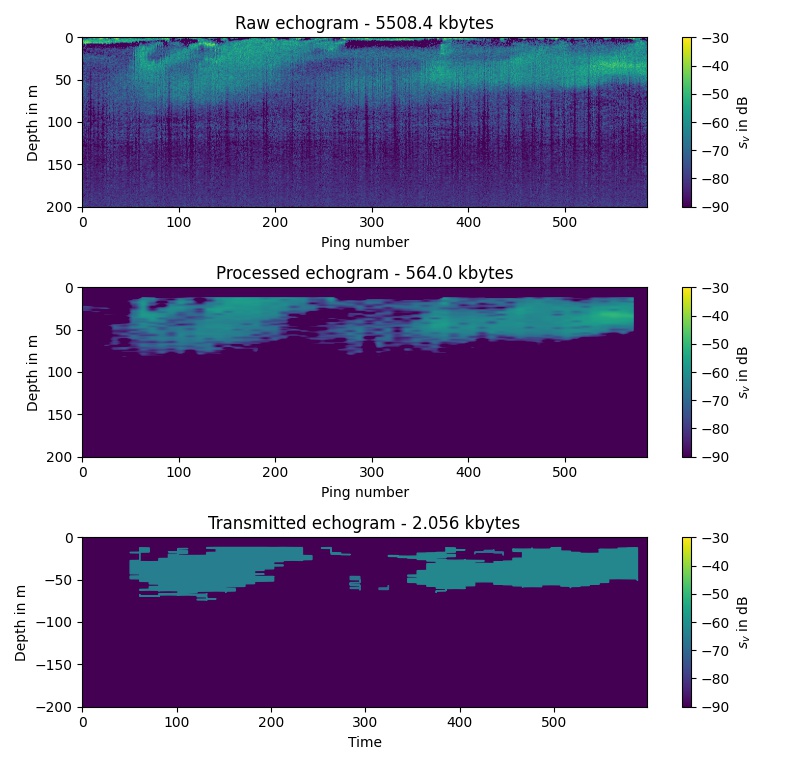 Raw echogram - 5508.4 kbytes
0
50
100
150
200
Depth in m
0 100 200 300 400 500
Ping number
−30
−40
−50
−60
−70
−80
−90
sv in dB
Processed echogram - 564.0 kbytes
0
50
100
150
200
Depth in m
0 100 200 300 400 500
Ping number
−30
−40
−50
−60
−70
−80
−90
sv in dB
Transmitted echogram - 2.056 kbytes
0
−50
−100
−150
−200
Depth in m
0 100 200 300 400 500
Time
−30
−40
−50
−60
−70
−80
−90
sv in dB